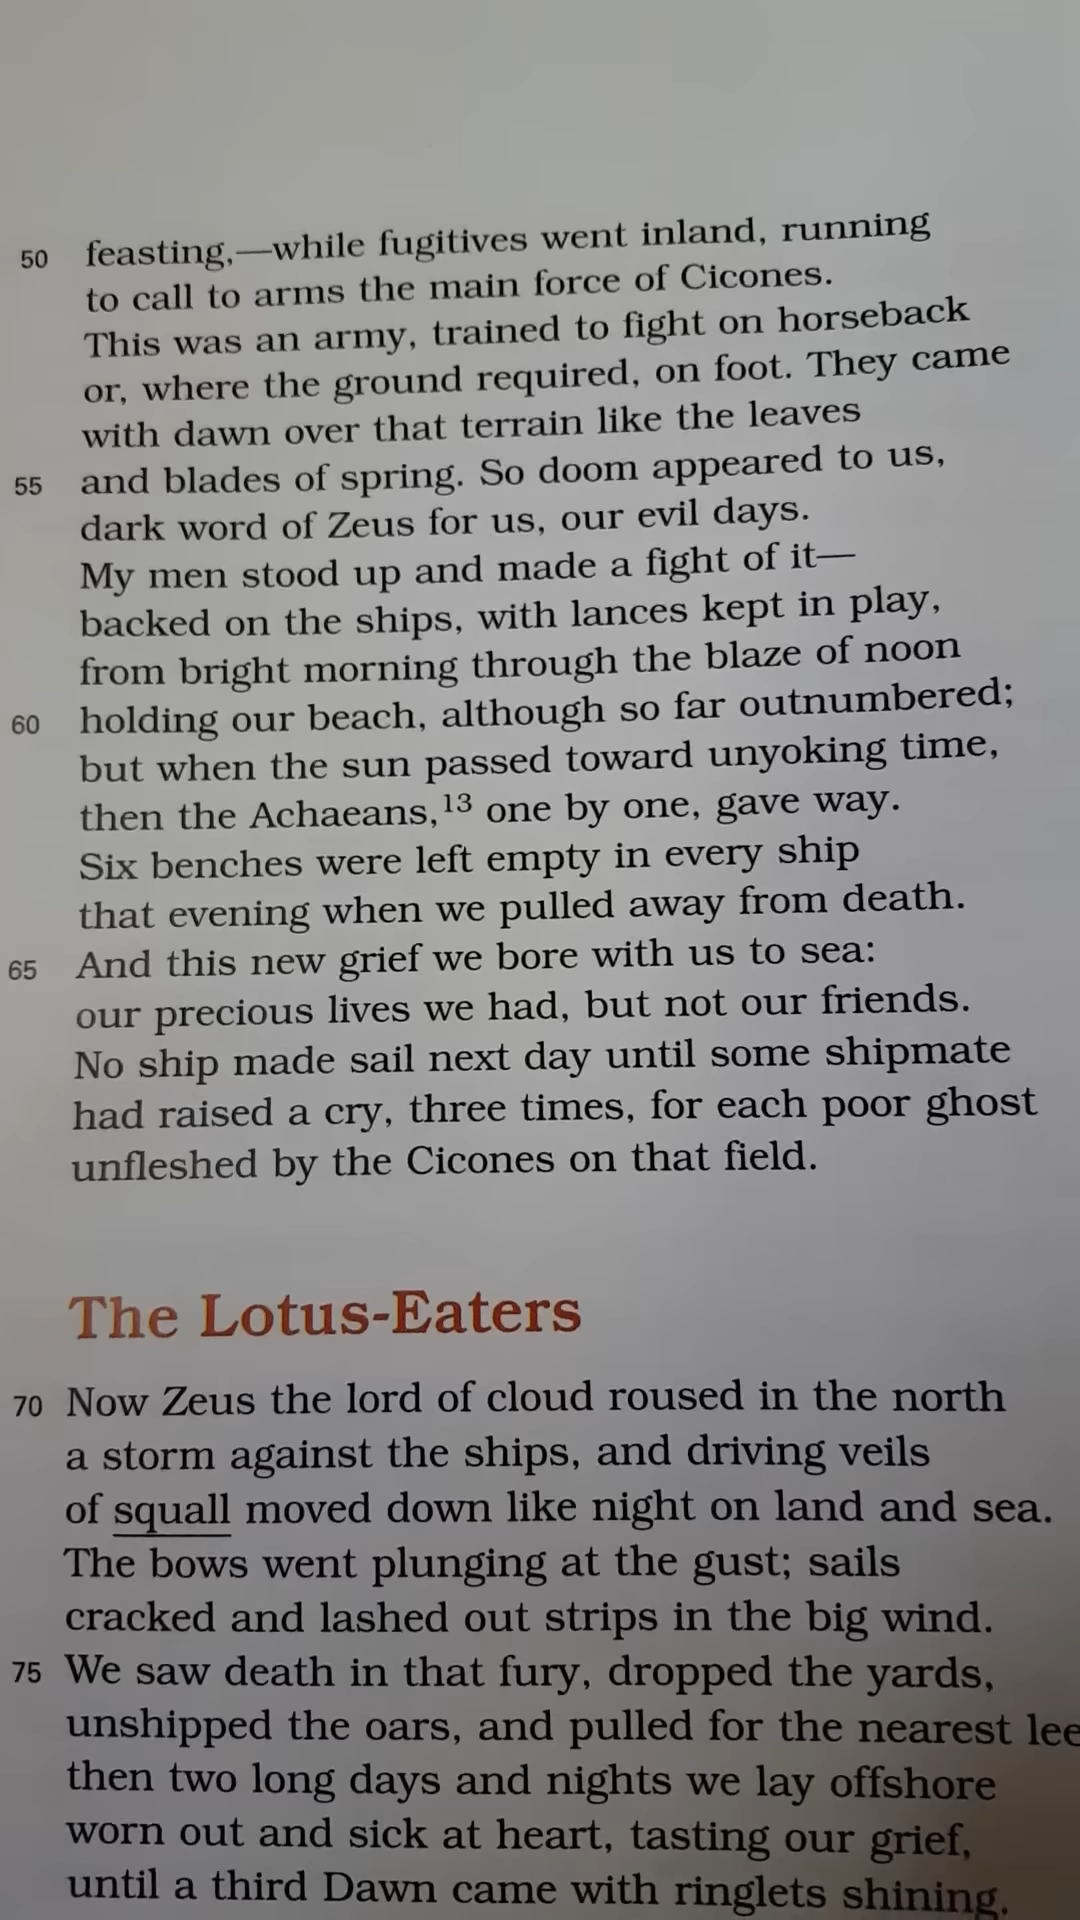 50 feasting,—while fugitives went inland, running
to call to arms the main force of Cicones.
This was an army, trained to fight on horseback
or, where the ground required, on foot. They came
with dawn over that terrain like the leaves
55 and blades of spring. So doom appeared to us,
dark word of Zeus for us, our evil days.
My men stood up and made a fight of it—
backed on the ships, with lances kept in play,
from bright morning through the blaze of noon
60 holding our beach, although so far outnumbered;
but when the sun passed toward unyoking time,
then the Achaeans,13 one by one, gave way.
Six benches were left empty in every ship
that evening when we pulled away from death.
65 And this new grief we bore with us to sea:
our precious lives we had, but not our friends.
No ship made sail next day until some shipmate
had raised a cry, three times, for each poor ghost
unfleshed by the Cicones on that field.
The Lotus-Eaters
70 Now Zeus the lord of cloud roused in the north
a storm against the ships, and driving veils
of squall moved down like night on land and sea.
The bows went plunging at the gust; sails
cracked and lashed out strips in the big wind.
75 We saw death in that fury, dropped the yards,
unshipped the oars, and pulled for the nearest lee
then two long days and nights we lay offshore
worn out and sick at heart, tasting our grief,
until a third Dawn came with ringlets shining.